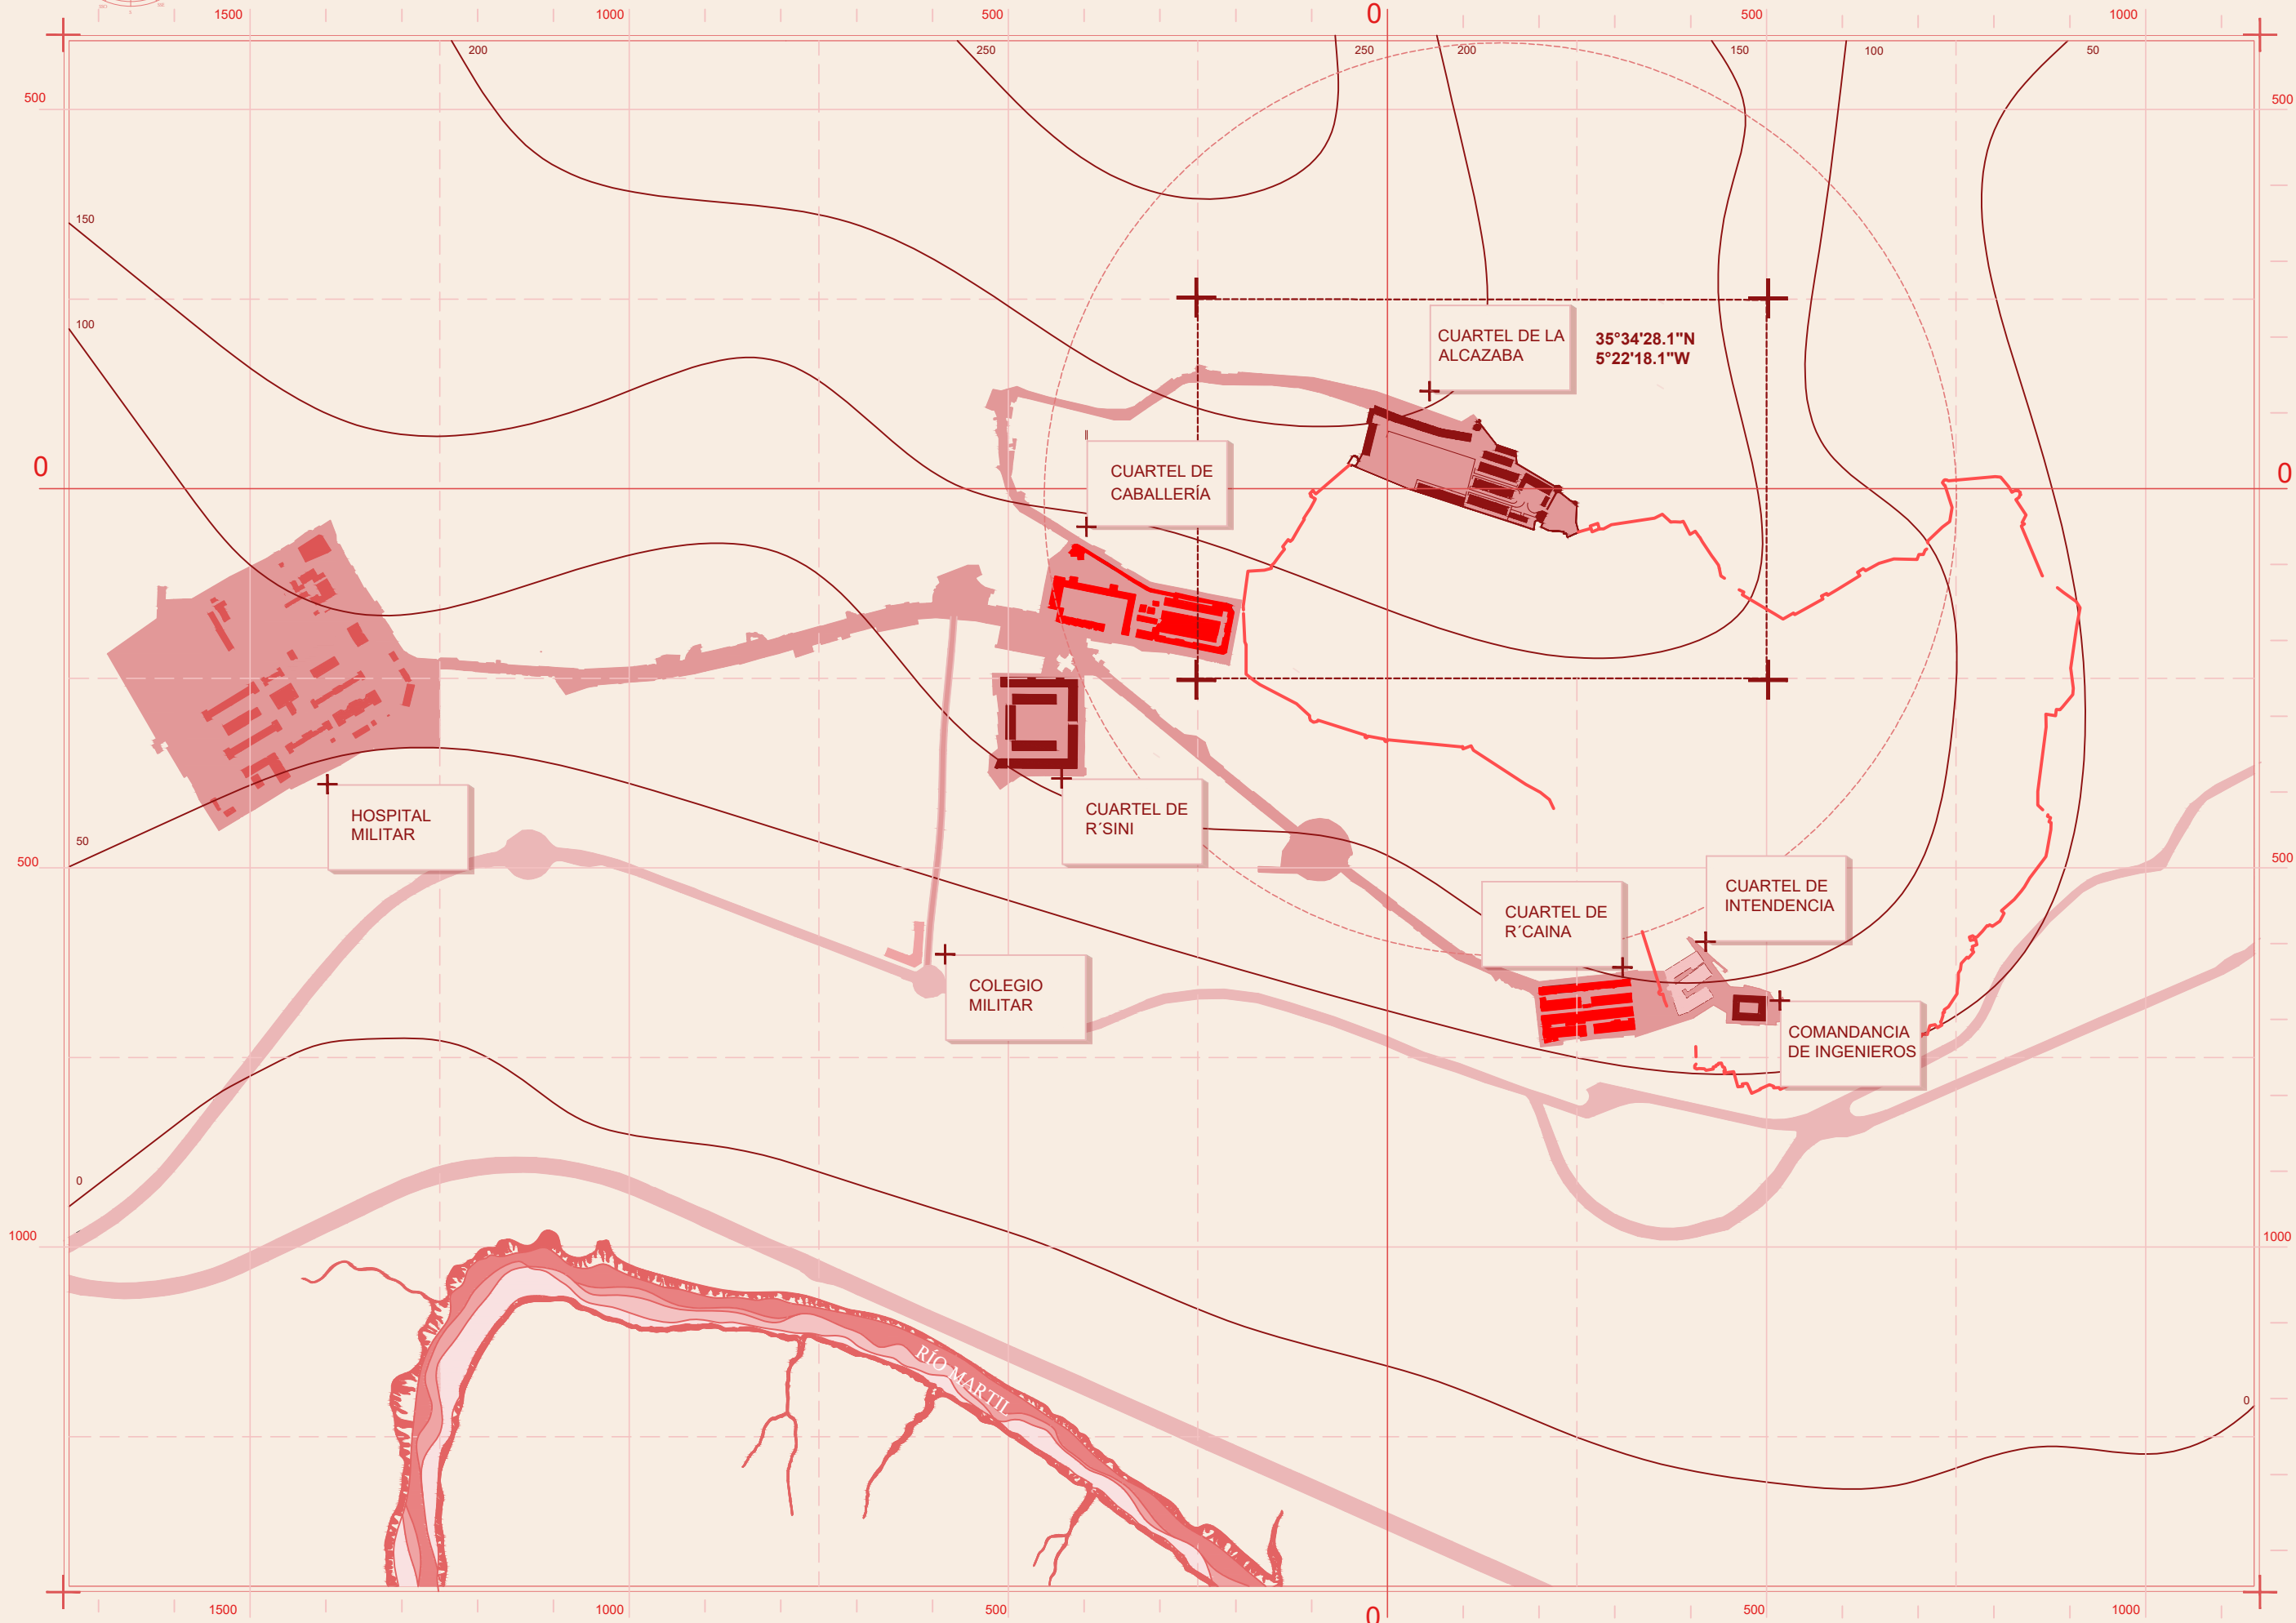 1500
1000
500
0
500
1000
200
250
250
200
150
100
50
500
500
150
100
CUARTEL DE LA
ALCAZABA
35°34'28.1"N
5°22'18.1"W
0
0
CUARTEL DE
CABALLERÍA
CUARTEL DE
R´SINI
HOSPITAL
MILITAR
50
500
500
CUARTEL DE
R´CAINA
CUARTEL DE
INTENDENCIA
COLEGIO
MILITAR
COMANDANCIA
DE INGENIEROS
0
1000
1000
RÍO MARTIL
0
1500
1000
500
0
500
1000